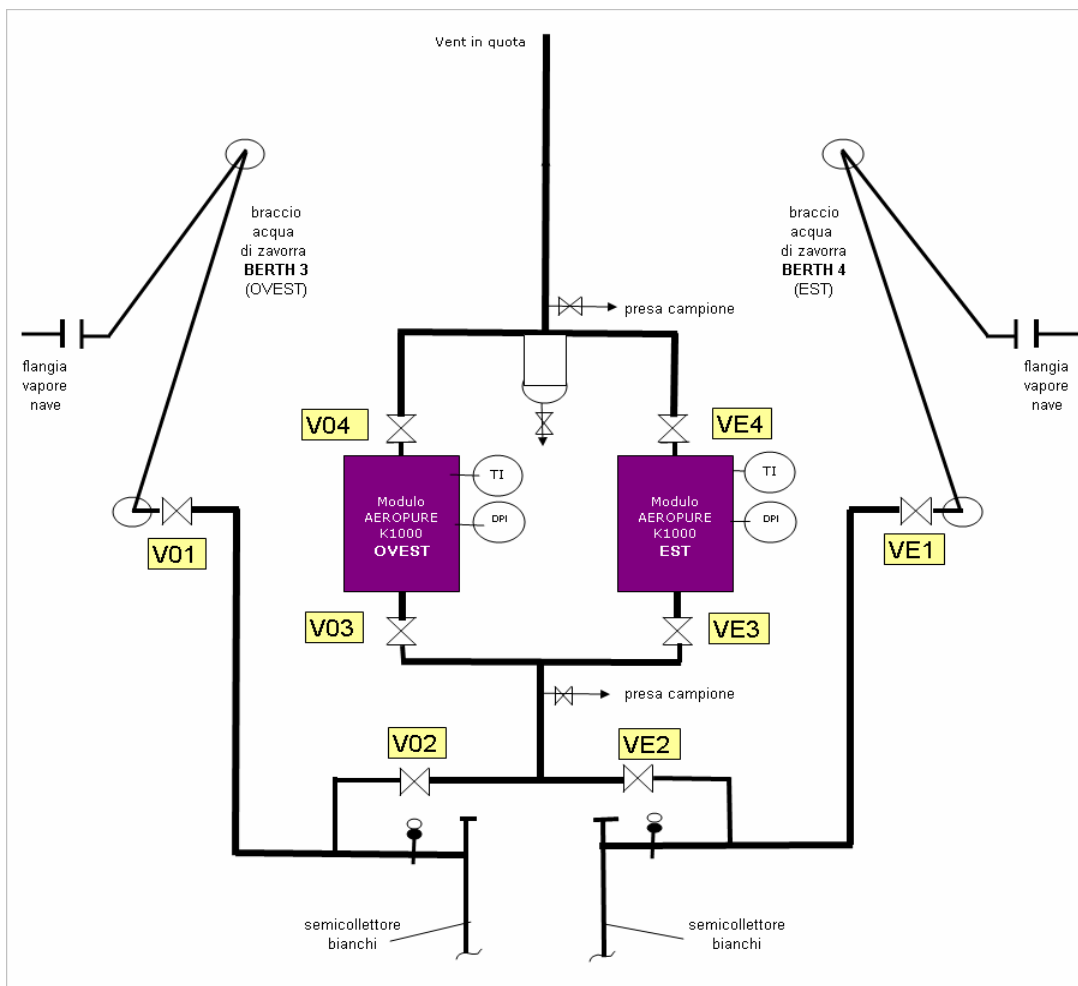 Vent in quota
braccio
acqua
di zavorra
BERTH 3
(OVEST)
braccio
acqua
di zavorra
BERTH 4
(EST)
presa campione
flangia
vapore
nave
flangia
vapore
nave
V04
VE4
Modulo
AEROPURE
K1000
OVEST
TI
DPI
Modulo
AEROPURE
K1000
EST
TI
DPI
V01
VE1
V03
VE3
presa campione
V02
VE2
semicollettore
bianchi
semicollettore
bianchi